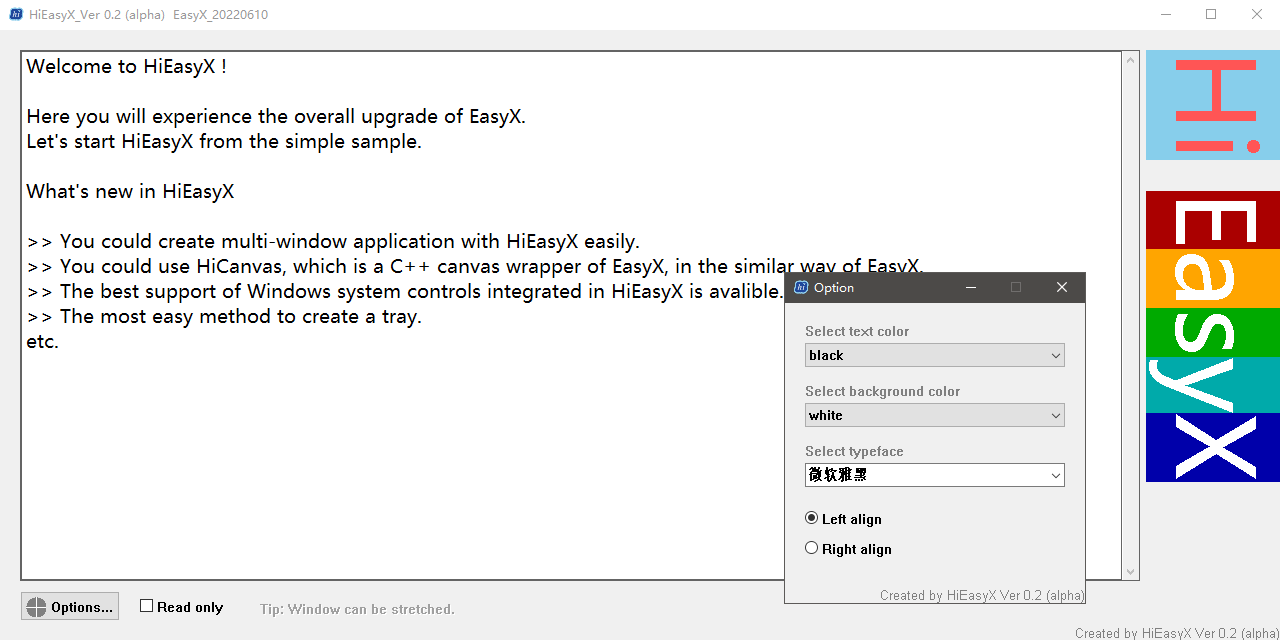 HiEasyX_Ver 0.2 (alpha) EasyX_20220610
Welcome to HiEasyX !
Here you will experience the overall upgrade of EasyX.
Let's start HiEasyX from the simple sample.
What's new in HiEasyX
>> You could create multi-window application with HiEasyX easily.
>> You could use HiCanvas, which is a C++ canvas wrapper of EasyX, in the similar way of EasyX.
>> The best support of Windows system controls integrated in HiEasyX is avalible.
>> The most easy method to create a tray.
etc.
Hi
EasyX
hi Option
Select text color
black
Select background color
white
Select typeface
微软雅黑
Left align
Right align
Created by HiEasyX Ver 0.2 (alpha)
Options...
Read only
Tip: Window can be stretched.
Created by HiEasyX Ver 0.2 (alpha)